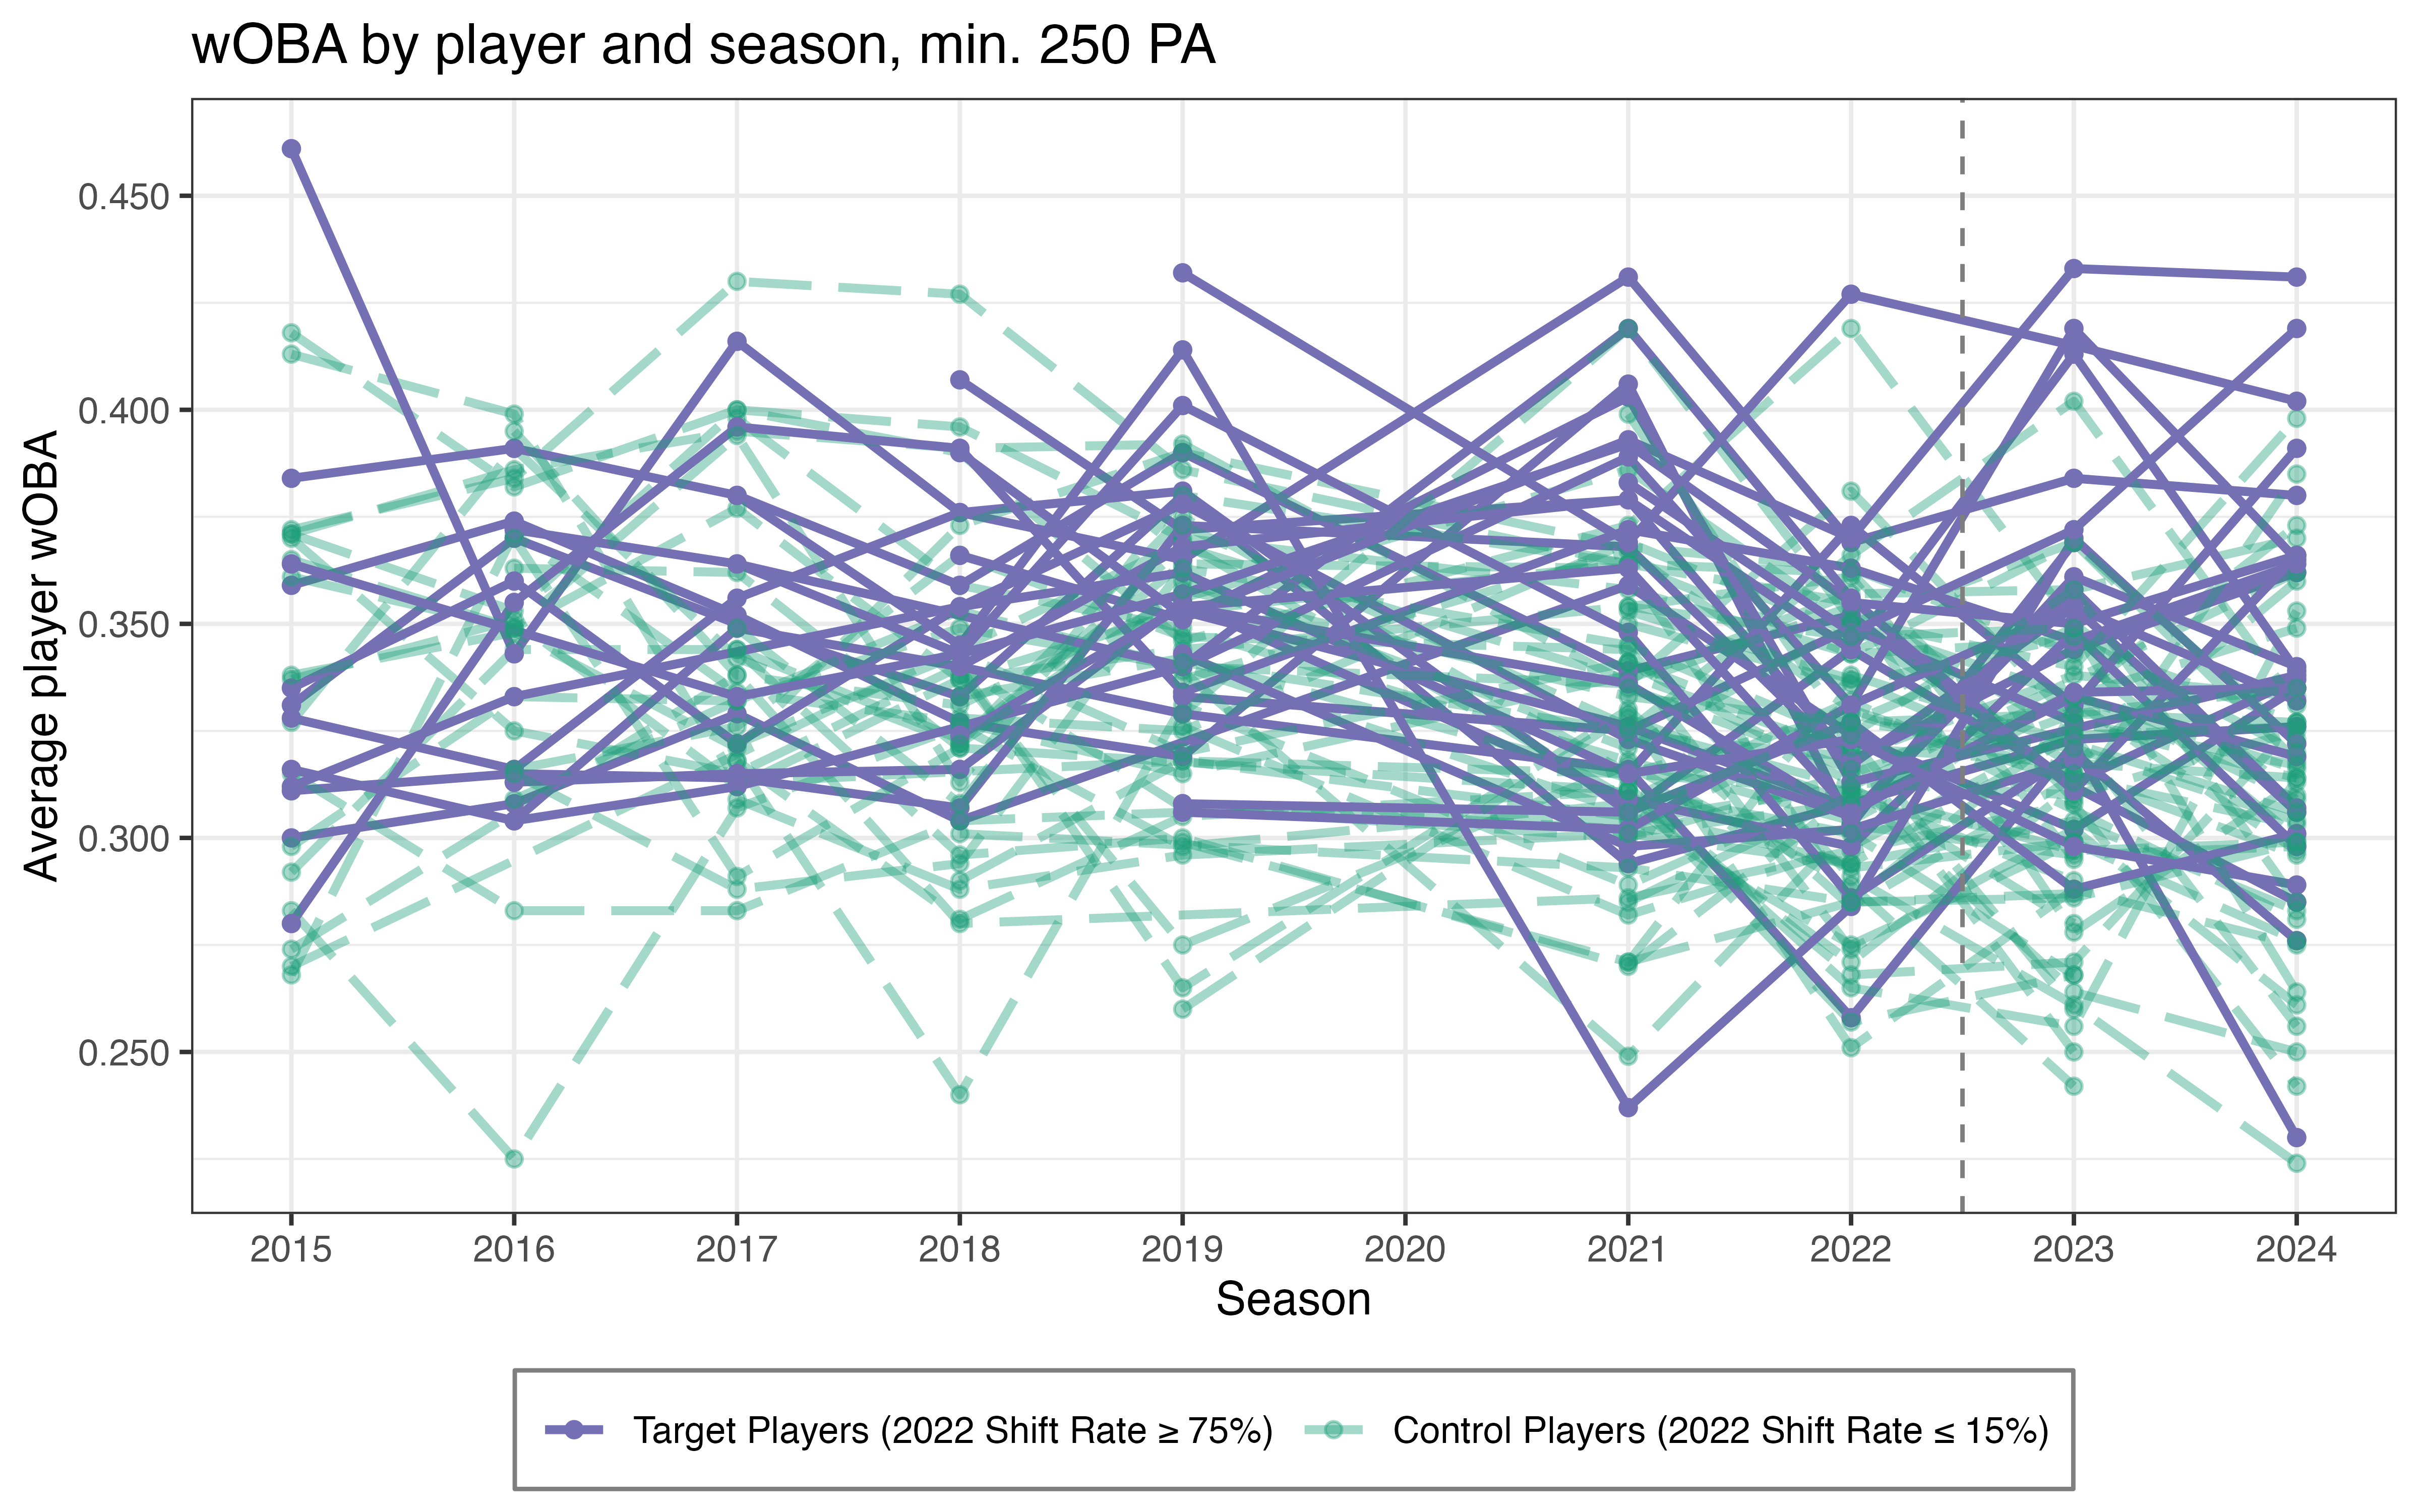 wOBA by player and season, min. 250 PA
Average player wOBA
0.450
0.400
0.350
0.300
0.250
2015 2016 2017 2018 2019 2020 2021 2022 2023 2024
Season
Target Players (2022 Shift Rate ≥ 75%) Control Players (2022 Shift Rate ≤ 15%)